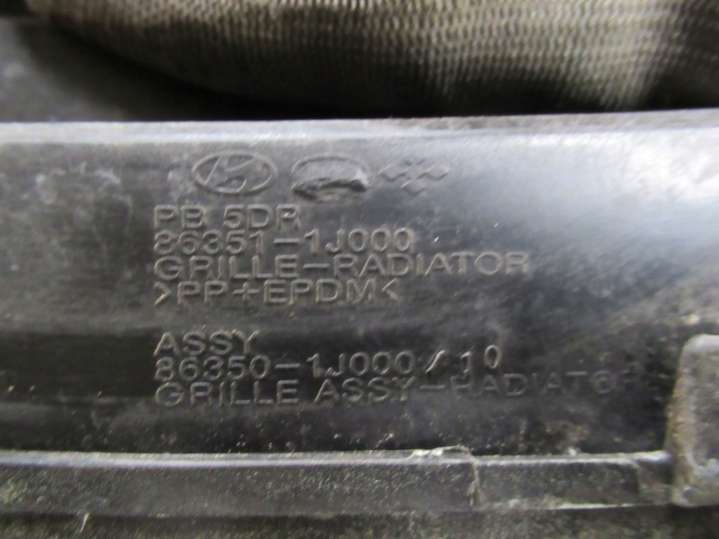 PB 5DR
86351-1J000
GRILLE-RADIATOR
>PP+EPDM<
ASSY
86350-1J000/10
GRILLE ASSY-RADIATOR